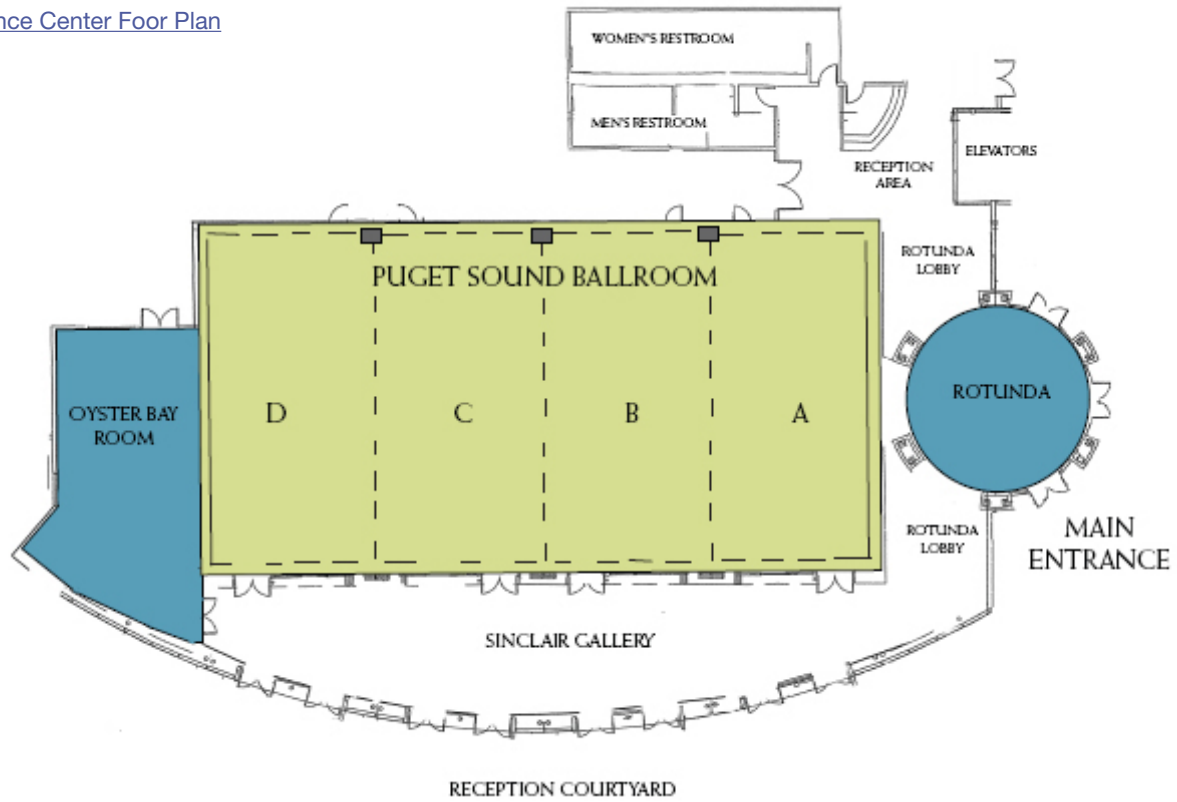 nce Center Foor Plan
WOMEN'S RESTROOM
MEN'S RESTROOM
ELEVATORS
RECEPTION
AREA
ROTUNDA
LOBBY
PUGET SOUND BALLROOM
ROTUNDA
OYSTER BAY
ROOM
D
C
B
A
ROTUNDA
LOBBY
MAIN
ENTRANCE
SINCLAIR GALLERY
RECEPTION COURTYARD